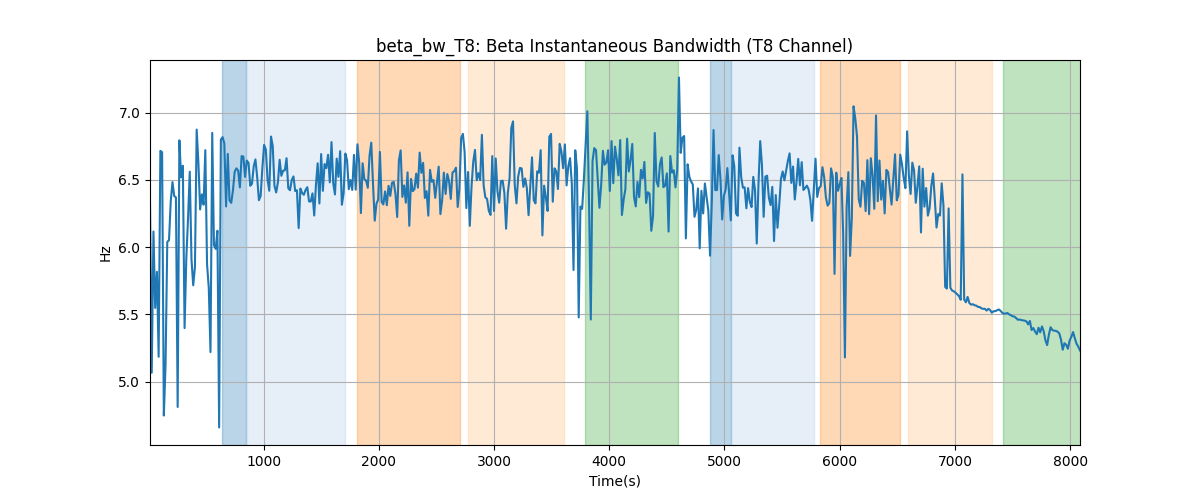 beta_bw_T8: Beta Instantaneous Bandwidth (T8 Channel)
7.0
6.5
6.0
5.5
5.0
Hz
1000 2000 3000 4000 5000 6000 7000 8000
Time(s)